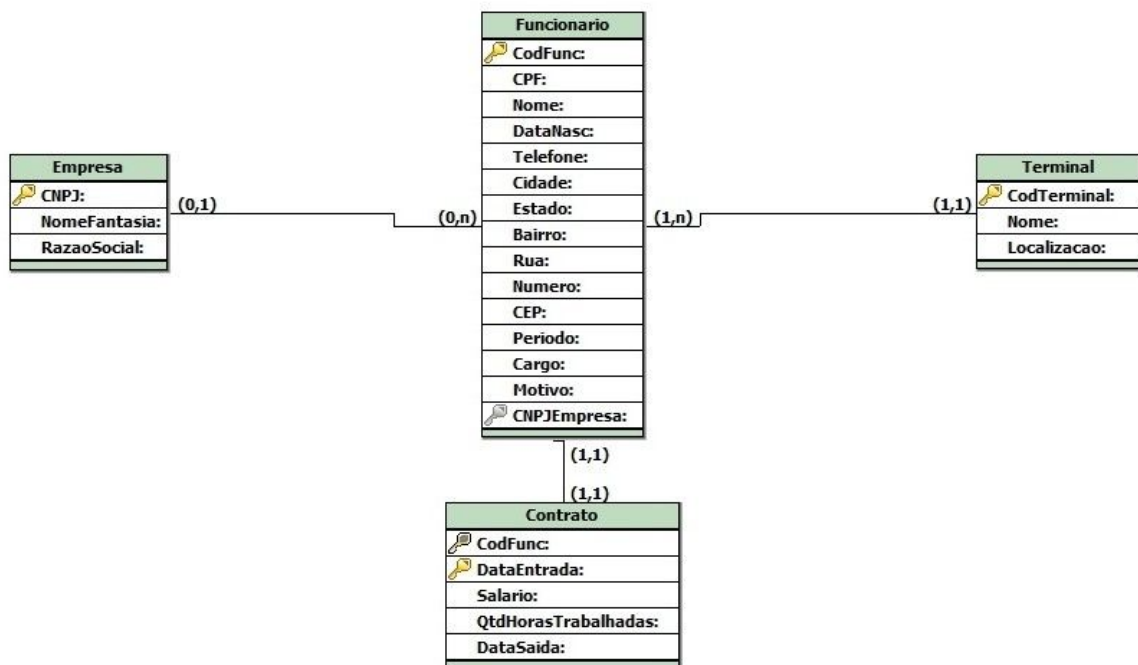 Funcionario
CodFunc:
CPF:
Nome:
DataNasc:
Telefone:
Cidade:
Estado:
Bairro:
Rua:
Numero:
CEP:
Periodo:
Cargo:
Motivo:
CNPJEmpresa:
Empresa
CNPJ:
NomeFantasia:
RazaoSocial:
(0,1)
(0,n)
(1,n)
(1,1)
Terminal
CodTerminal:
Nome:
Localizacao:
(1,1)
(1,1)
Contrato
CodFunc:
DataEntrada:
Salario:
QtdHorasTrabalhadas:
DataSaida: